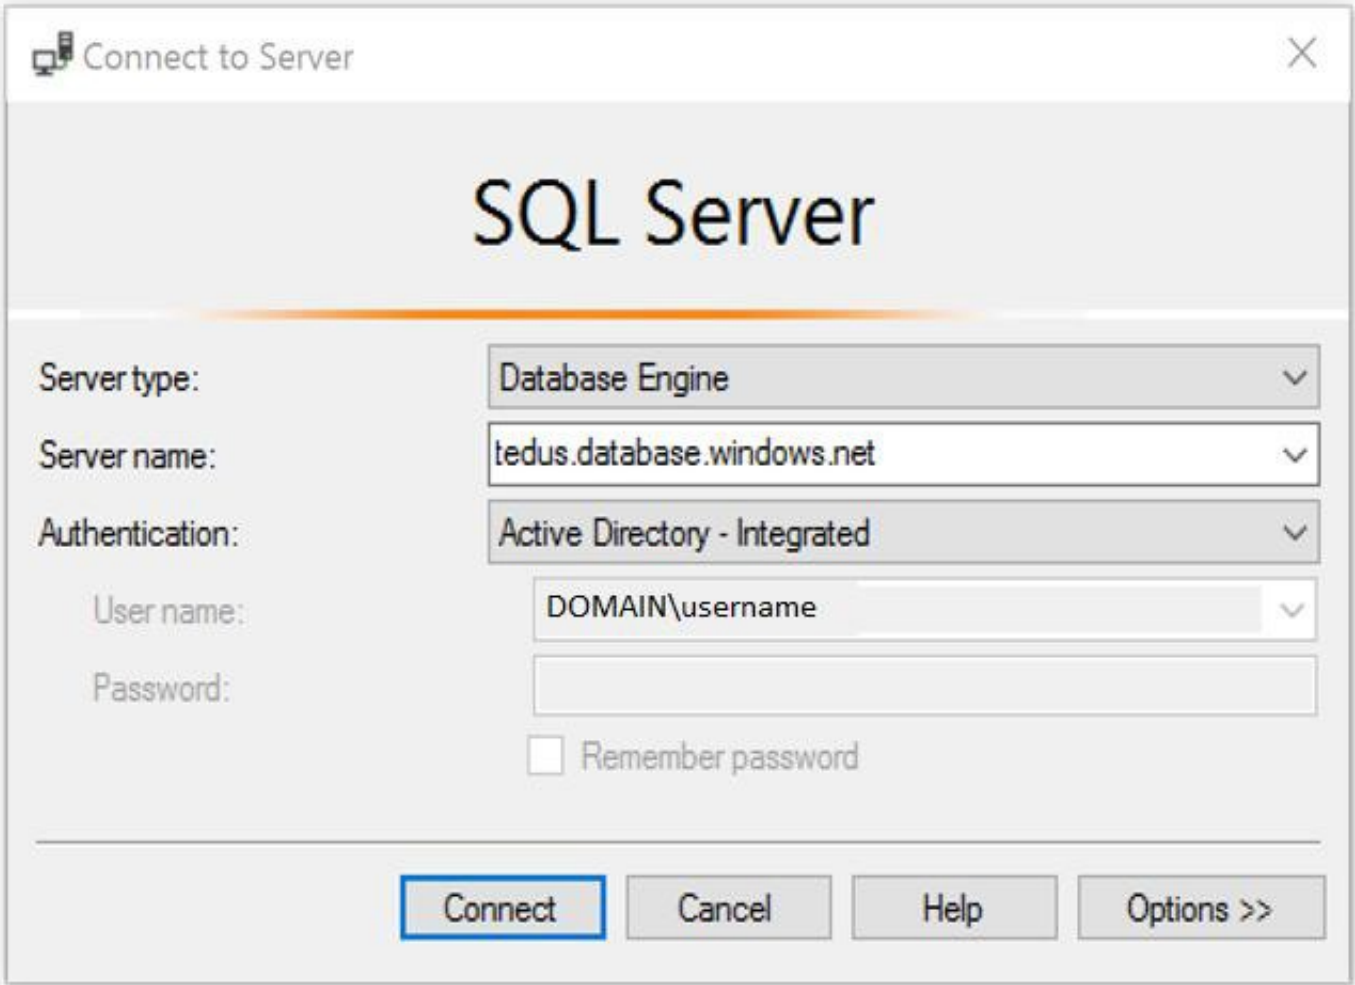 Connect to Server
SQL Server
Server type: Database Engine
Server name: tedus.database.windows.net
Authentication: Active Directory - Integrated
User name: DOMAIN\username
Password:
Remember password
Connect Cancel Help Options >>